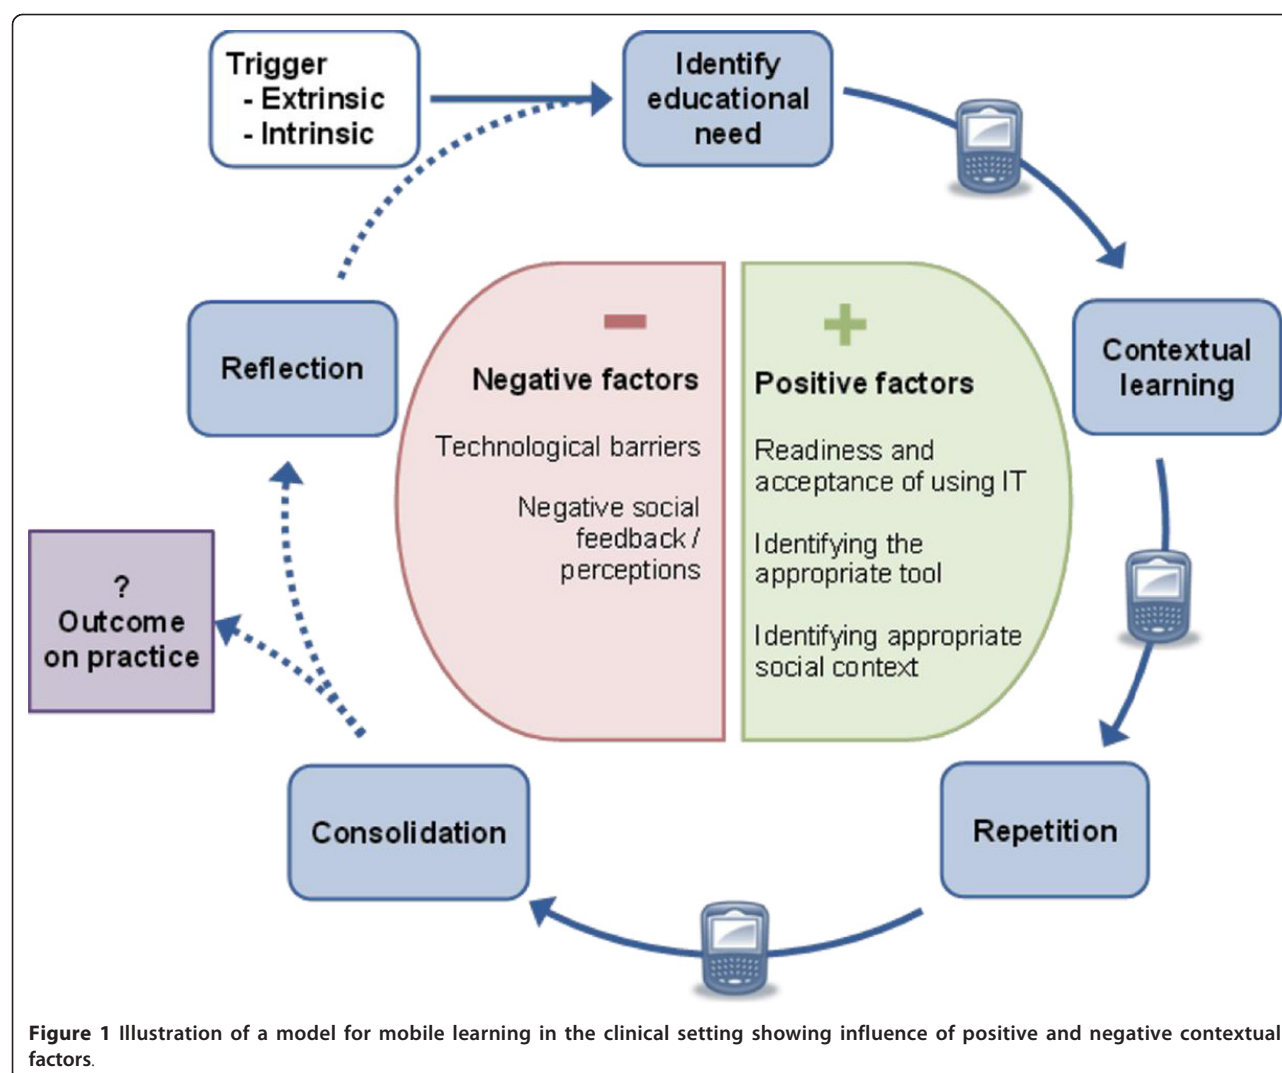 Trigger
- Extrinsic
- Intrinsic
Identify
educational
need
Contextual
learning
Repetition
Consolidation
?
Outcome
on practice
Reflection
Negative factors
Technological barriers
Negative social
feedback /
perceptions
+
Positive factors
Readiness and
acceptance of using IT
Identifying the
appropriate tool
Identifying appropriate
social context
Figure 1 Illustration of a model for mobile learning in the clinical setting showing influence of positive and negative contextual
factors.